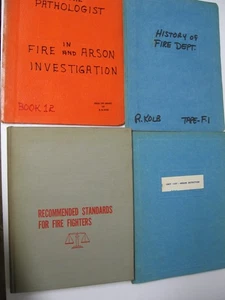 PATHOLOGIST
IN
FIRE AND ARSON
INVESTIGATION
BOOK 12
HISTORY OF
FIRE DEPT.
R. KOLB TAPE-F1
RECOMMENDED STANDARDS
FOR FIRE FIGHTERS